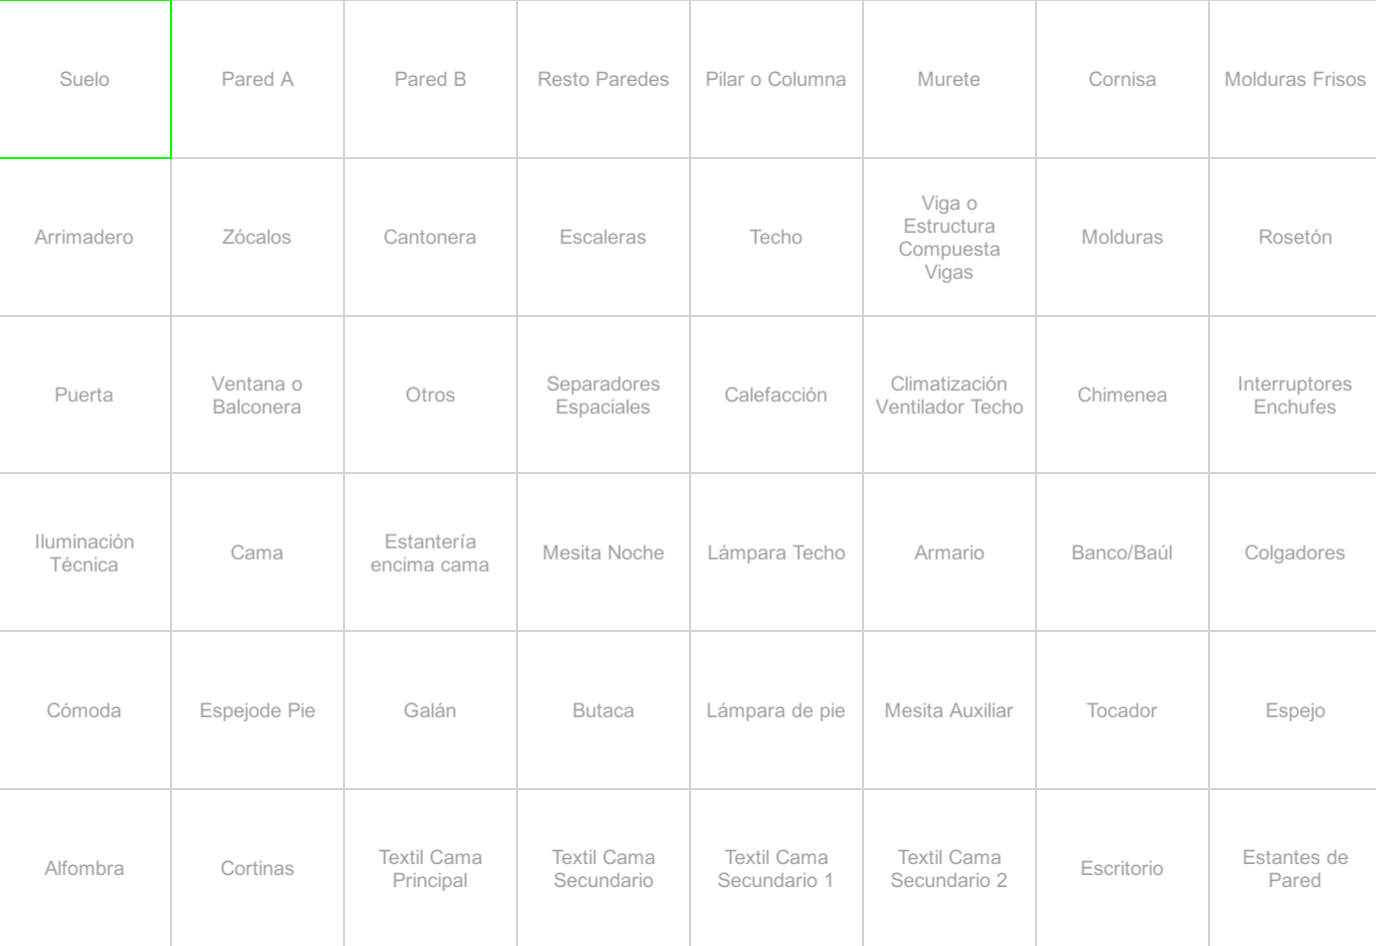 Suelo
Pared A
Pared B
Resto Paredes
Pilar o Columna
Murete
Cornisa
Molduras Frisos
Arrimadero
Zócalos
Cantonera
Escaleras
Techo
Viga o
Estructura
Compuesta
Vigas
Molduras
Rosetón
Puerta
Ventana o
Balconera
Otros
Separadores
Espaciales
Calefacción
Climatización
Ventilador Techo
Chimenea
Interruptores
Enchufes
Iluminación
Técnica
Cama
Estantería
encima cama
Mesita Noche
Lámpara Techo
Armario
Banco/Baúl
Colgadores
Cómoda
Espejode Pie
Galán
Butaca
Lámpara de pie
Mesita Auxiliar
Tocador
Espejo
Alfombra
Cortinas
Textil Cama
Principal
Textil Cama
Secundario
Textil Cama
Secundario 1
Textil Cama
Secundario 2
Escritorio
Estantes de
Pared